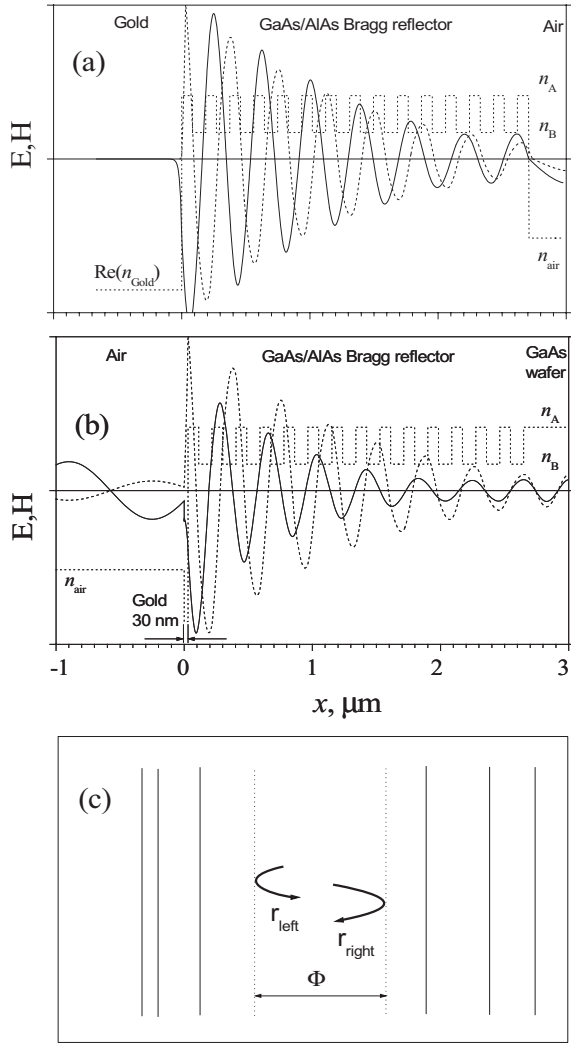 Gold GaAs/AlAs Bragg reflector Air
(a)
n_A
n_B
E,H
Re(n_Gold)
n_air
Air GaAs/AlAs Bragg reflector GaAs
wafer
(b)
n_A
n_B
E,H
n_air
Gold
30 nm
-1 0 1 2 3
x, μm
(c)
r_left
r_right
Φ